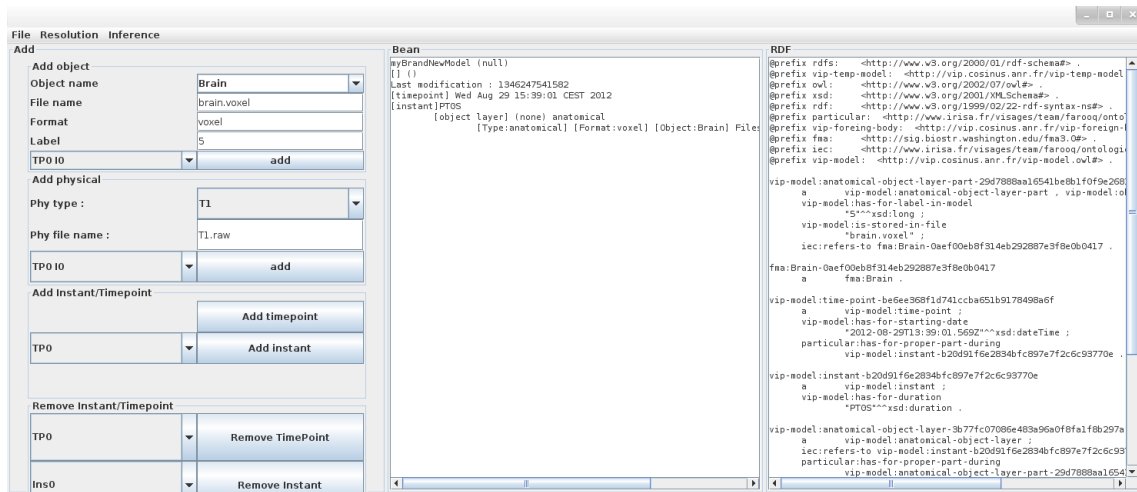 File Resolution Inference
Add
Add object
Object name Brain
File name brain.voxel
Format voxel
Label 5
TP0 I0 add
Add physical
Phy type : T1
Phy file name : T1.raw
TP0 I0 add
Add Instant/Timepoint
Add timepoint
TP0 Add instant
Remove Instant/Timepoint
TP0 Remove TimePoint
Ins0 Remove Instant
Bean
myBrandNewModel (null)
[] ()
Last modification : 1346247541582
[timepoint] Wed Aug 29 15:39:01 CEST 2012
[instant]PT0S
[object layer] (none) anatomical
[Type:anatomical] [Format:voxel] [Object:Brain] Files
RDF
@prefix rdfs: <http://www.w3.org/2000/01/rdf-schema#> .
@prefix vip-temp-model: <http://vip.cosinus.anr.fr/vip-temp-model
@prefix owl: <http://www.w3.org/2002/07/owl#> .
@prefix xsd: <http://www.w3.org/2001/XMLSchema#> .
@prefix rdf: <http://www.w3.org/1999/02/22-rdf-syntax-ns#> .
@prefix particular: <http://www.irisa.fr/visages/team/farooq/onto
@prefix vip-foreing-body: <http://vip.cosinus.anr.fr/vip-foreign-
@prefix fma: <http://sig.biostr.washington.edu/fma3.0#> .
@prefix iec: <http://www.irisa.fr/visages/team/farooq/ontologi
@prefix vip-model: <http://vip.cosinus.anr.fr/vip-model.owl#> .
vip-model:anatomical-object-layer-part-29d7888aa16541be8b1f0f9e268
a vip-model:anatomical-object-layer-part , vip-model:o
vip-model:has-for-label-in-model
"5"^^xsd:long ;
vip-model:is-stored-in-file
"brain.voxel" ;
iec:refers-to fma:Brain-0aef00eb8f314eb292887e3f8e0b0417 .
fma:Brain-0aef00eb8f314eb292887e3f8e0b0417
a fma:Brain .
vip-model:time-point-be6ee368f1d741ccba651b9178498a6f
a vip-model:time-point ;
vip-model:has-for-starting-date
"2012-08-29T13:39:01.569Z"^^xsd:dateTime ;
particular:has-for-proper-part-during
vip-model:instant-b20d91f6e2834bfc897e7f2c6c93770e .
vip-model:instant-b20d91f6e2834bfc897e7f2c6c93770e
a vip-model:instant ;
vip-model:has-for-duration
"PT0S"^^xsd:duration .
vip-model:anatomical-object-layer-3b77fc07086e483a96a0f8fa1f8b297a
a vip-model:anatomical-object-layer ;
iec:refers-to vip-model:instant-b20d91f6e2834bfc897e7f2c6c93
particular:has-for-proper-part-during
vip-model:anatomical-object-layer-part-29d7888aa1654